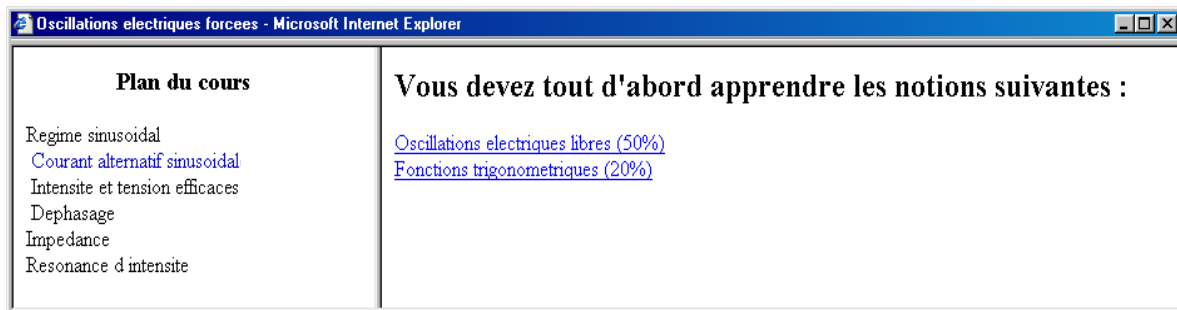 Oscillations electriques forcees - Microsoft Internet Explorer
Plan du cours
Regime sinusoidal
Courant alternatif sinusoidal
Intensite et tension efficaces
Dephasage
Impedance
Resonance d intensite
Vous devez tout d'abord apprendre les notions suivantes :
Oscillations electriques libres (50%)
Fonctions trigonometriques (20%)